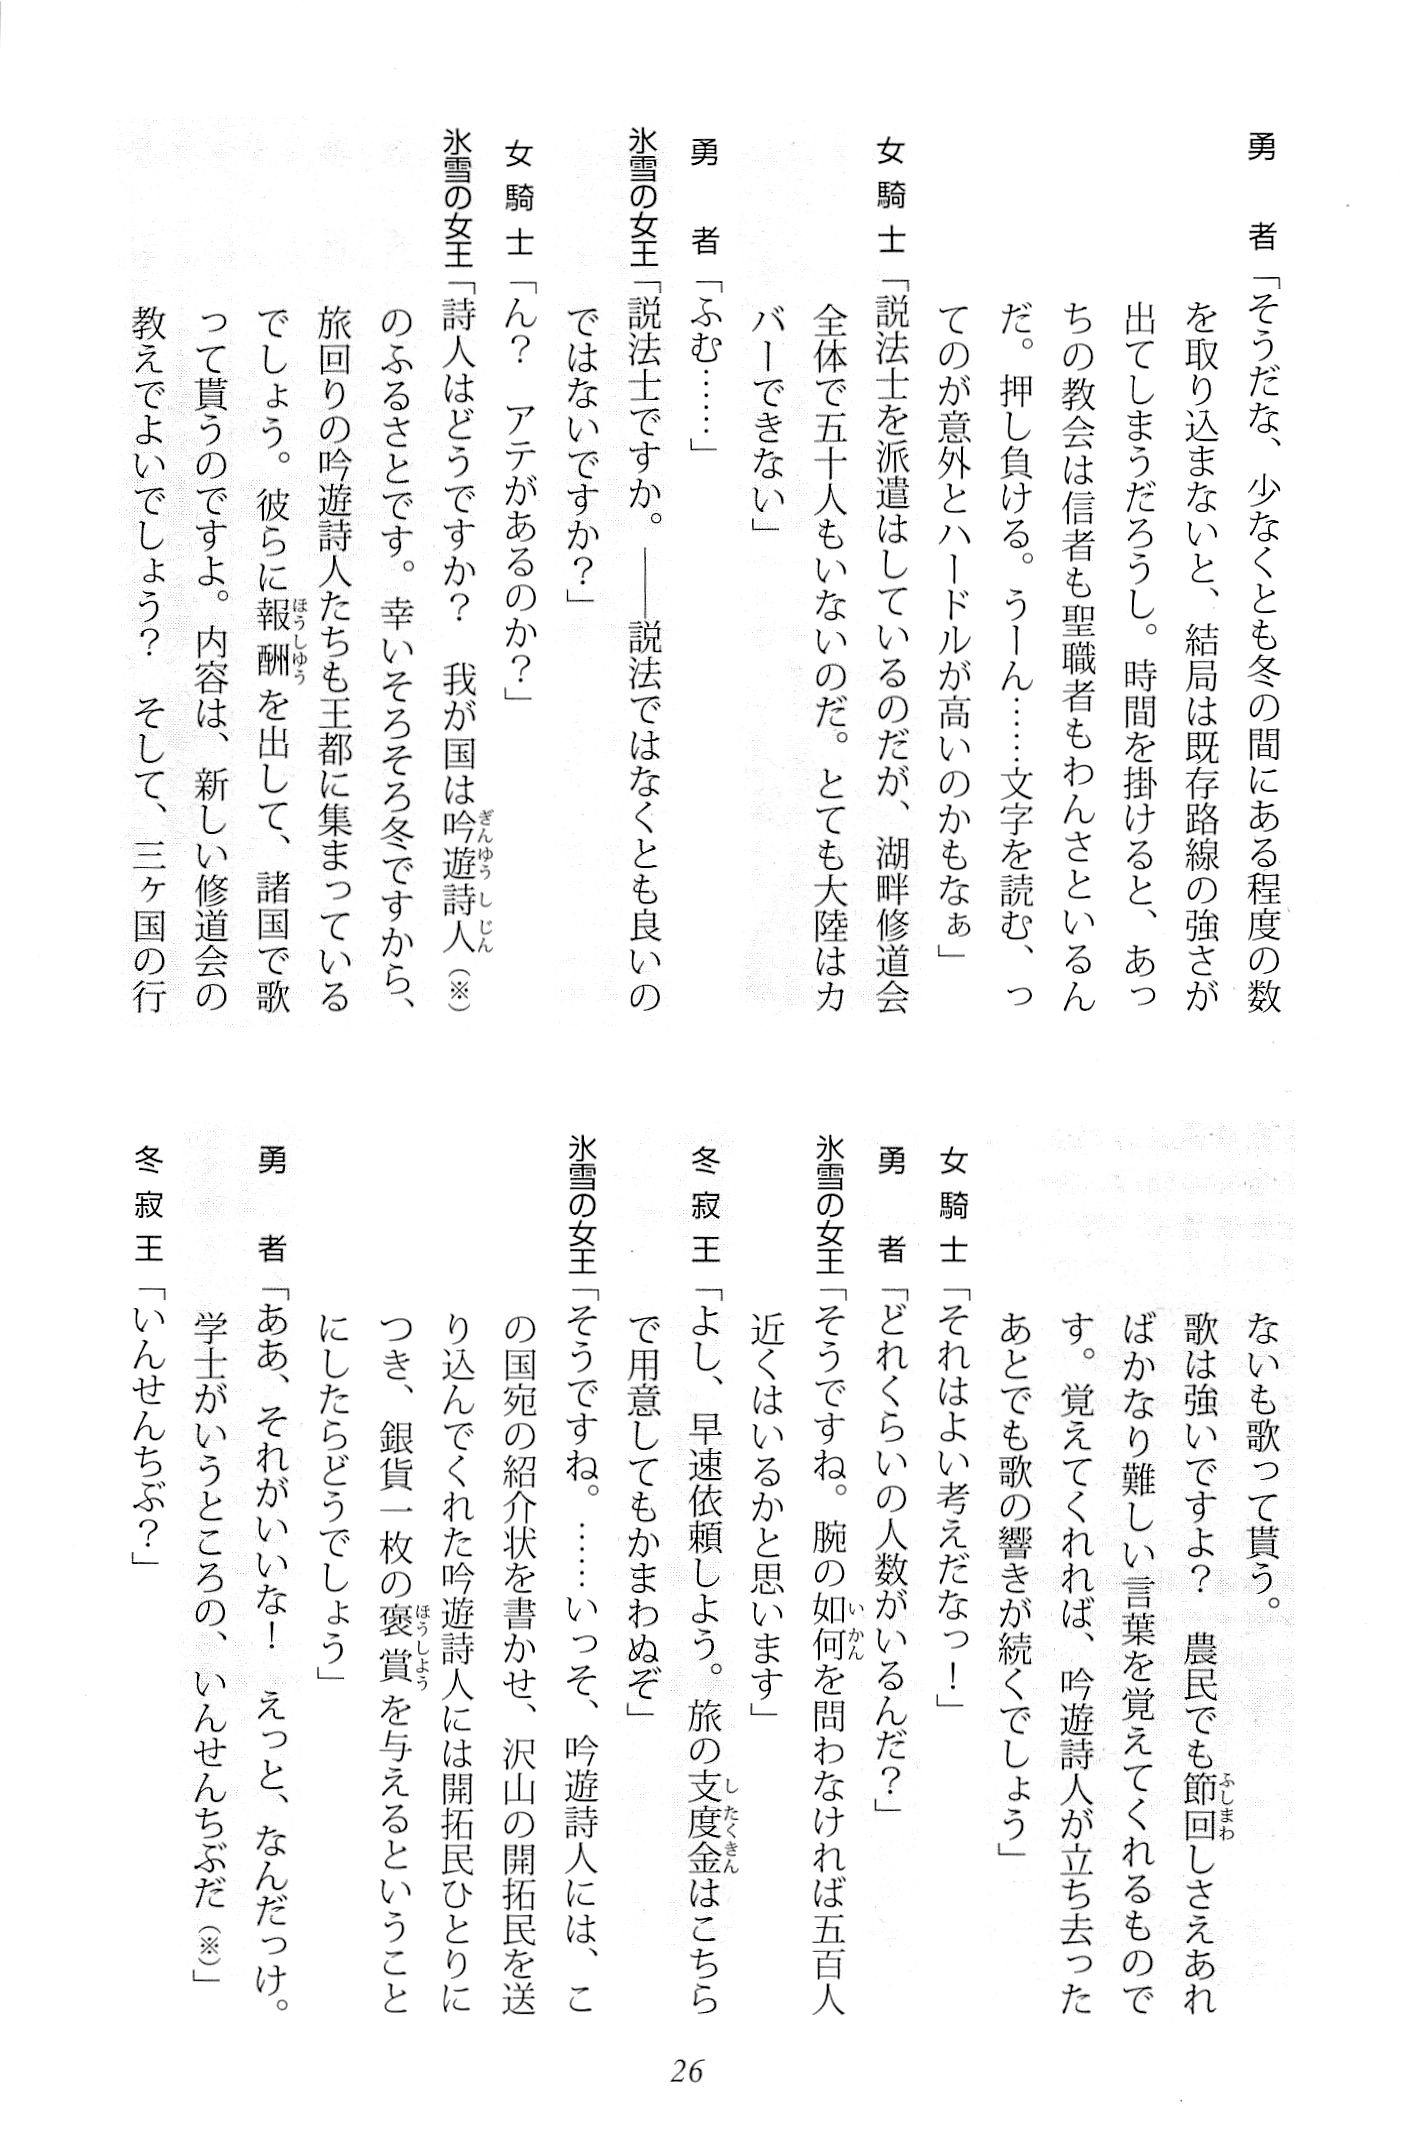 勇者「そうだな、少なくとも冬の間にある程度の数
を取り込まないと、結局は既存路線の強さが
出てしまうだろうし。時間を掛けると、あっ
ちの教会は信者も聖職者もわんさといるん
だ。押し負ける。うーん……文字を読む、っ
てのが意外とハードルが高いのかもなぁ」
女騎士「説法士を派遣はしているのだが、湖畔修道会
全体で五十人もいないのだ。とても大陸はカ
バーできない」
勇者「ふむ……」
氷雪の女王「説法士ですか。――説法ではなくとも良いの
ではないですか？」
女騎士「ん？　アテがあるのか？」
氷雪の女王「詩人はどうですか？　我が国は吟遊詩人（※）
のふるさとです。幸いそろそろ冬ですから、
旅回りの吟遊詩人たちも王都に集まっている
でしょう。彼らに報酬を出して、諸国で歌
って貰うのですよ。内容は、新しい修道会の
教えでよいでしょう？　そして、三ヶ国の行
ないも歌って貰う。
歌は強いですよ？　農民でも節回しさえあれ
ばかなり難しい言葉を覚えてくれるもので
す。覚えてくれれば、吟遊詩人が立ち去った
あとでも歌の響きが続くでしょう」
女騎士「それはよい考えだなっ！」
勇者「どれくらいの人数がいるんだ？」
氷雪の女王「そうですね。腕の如何を問わなければ五百人
近くはいるかと思います」
冬寂王「よし、早速依頼しよう。旅の支度金はこちら
で用意してもかまわぬぞ」
氷雪の女王「そうですね。……いっそ、吟遊詩人には、こ
の国宛の紹介状を書かせ、沢山の開拓民を送
り込んでくれた吟遊詩人には開拓民ひとりに
つき、銀貨一枚の褒賞を与えるということ
にしたらどうでしょう」
勇者「ああ、それがいいな！　えっと、なんだっけ。
学士がいうところの、いんせんちぶだ（※）」
冬寂王「いんせんちぶ？」
26